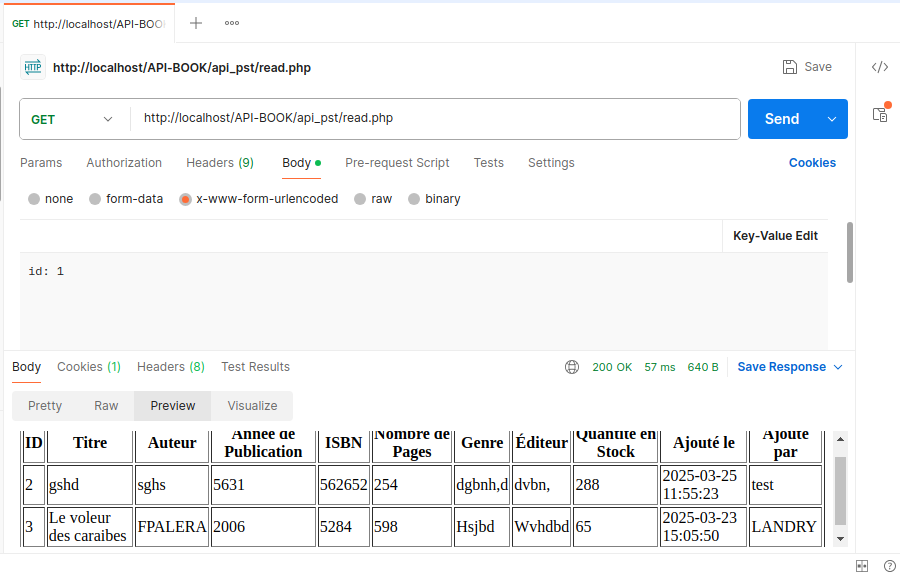 GET http://localhost/API-BOO
http://localhost/API-BOOK/api_pst/read.php
Save
GET
http://localhost/API-BOOK/api_pst/read.php
Send
Params Authorization Headers (9) Body Pre-request Script Tests Settings Cookies
none form-data x-www-form-urlencoded raw binary
Key-Value Edit
id: 1
Body Cookies (1) Headers (8) Test Results 200 OK 57 ms 640 B Save Response
Pretty Raw Preview Visualize
ID Titre Auteur Année de Publication ISBN Nombre de Pages Genre Éditeur Quantité en Stock Ajouté le Ajouté par
2 gshd sghs 5631 562652 254 dgbnh,d dvbn, 288 2025-03-25 11:55:23 test
3 Le voleur des caraibes FPALERA 2006 5284 598 Hsjbd Wvhdbd 65 2025-03-23 15:05:50 LANDRY